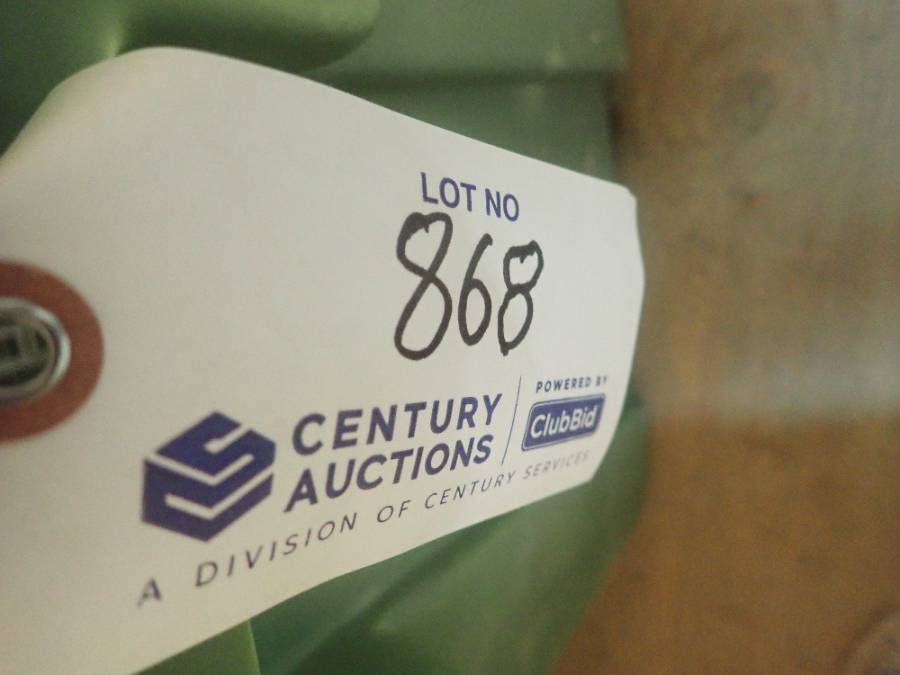 LOT NO
868
CENTURY
AUCTIONS
POWERED BY
ClubBid
A DIVISION OF CENTURY SERVICES